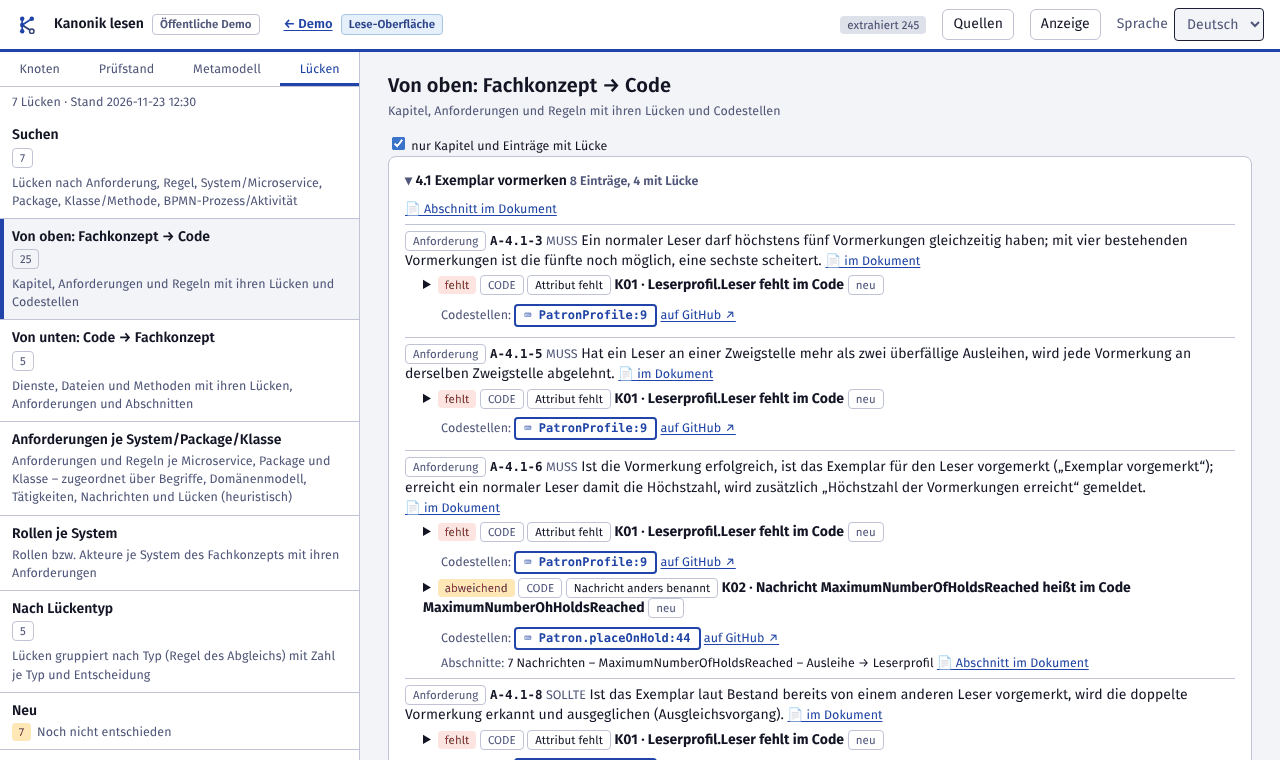 Kanonik lesen Öffentliche Demo ← Demo Lese-Oberfläche extrahiert 245 Quellen Anzeige Sprache Deutsch
Knoten Prüfstand Metamodell Lücken
7 Lücken · Stand 2026-11-23 12:30
Suchen
7
Lücken nach Anforderung, Regel, System/Microservice,
Package, Klasse/Methode, BPMN-Prozess/Aktivität
Von oben: Fachkonzept → Code
25
Kapitel, Anforderungen und Regeln mit ihren Lücken und
Codestellen
Von unten: Code → Fachkonzept
5
Dienste, Dateien und Methoden mit ihren Lücken,
Anforderungen und Abschnitten
Anforderungen je System/Package/Klasse
Anforderungen und Regeln je Microservice, Package und
Klasse – zugeordnet über Begriffe, Domänenmodell,
Tätigkeiten, Nachrichten und Lücken (heuristisch)
Rollen je System
Rollen bzw. Akteure je System des Fachkonzepts mit ihren
Anforderungen
Nach Lückentyp
5
Lücken gruppiert nach Typ (Regel des Abgleichs) mit Zahl
je Typ und Entscheidung
Neu
7 Noch nicht entschieden
Von oben: Fachkonzept → Code
Kapitel, Anforderungen und Regeln mit ihren Lücken und Codestellen
nur Kapitel und Einträge mit Lücke
▾ 4.1 Exemplar vormerken 8 Einträge, 4 mit Lücke
📄 Abschnitt im Dokument
Anforderung A-4.1-3 MUSS Ein normaler Leser darf höchstens fünf Vormerkungen gleichzeitig haben; mit vier bestehenden
Vormerkungen ist die fünfte noch möglich, eine sechste scheitert. 📄 im Dokument
▶ fehlt CODE Attribut fehlt K01 · Leserprofil.Leser fehlt im Code neu
Codestellen: ⌨ PatronProfile:9 auf GitHub ↗
Anforderung A-4.1-5 MUSS Hat ein Leser an einer Zweigstelle mehr als zwei überfällige Ausleihen, wird jede Vormerkung an
derselben Zweigstelle abgelehnt. 📄 im Dokument
▶ fehlt CODE Attribut fehlt K01 · Leserprofil.Leser fehlt im Code neu
Codestellen: ⌨ PatronProfile:9 auf GitHub ↗
Anforderung A-4.1-6 MUSS Ist die Vormerkung erfolgreich, ist das Exemplar für den Leser vorgemerkt („Exemplar vorgemerkt“);
erreicht ein normaler Leser damit die Höchstzahl, wird zusätzlich „Höchstzahl der Vormerkungen erreicht“ gemeldet.
📄 im Dokument
▶ fehlt CODE Attribut fehlt K01 · Leserprofil.Leser fehlt im Code neu
Codestellen: ⌨ PatronProfile:9 auf GitHub ↗
▶ abweichend CODE Nachricht anders benannt K02 · Nachricht MaximumNumberOfHoldsReached heißt im Code
MaximumNumberOhHoldsReached neu
Codestellen: ⌨ Patron.placeOnHold:44 auf GitHub ↗
Abschnitte: 7 Nachrichten – MaximumNumberOfHoldsReached – Ausleihe → Leserprofil 📄 Abschnitt im Dokument
Anforderung A-4.1-8 SOLLTE Ist das Exemplar laut Bestand bereits von einem anderen Leser vorgemerkt, wird die doppelte
Vormerkung erkannt und ausgeglichen (Ausgleichsvorgang). 📄 im Dokument
▶ fehlt CODE Attribut fehlt K01 · Leserprofil.Leser fehlt im Code neu